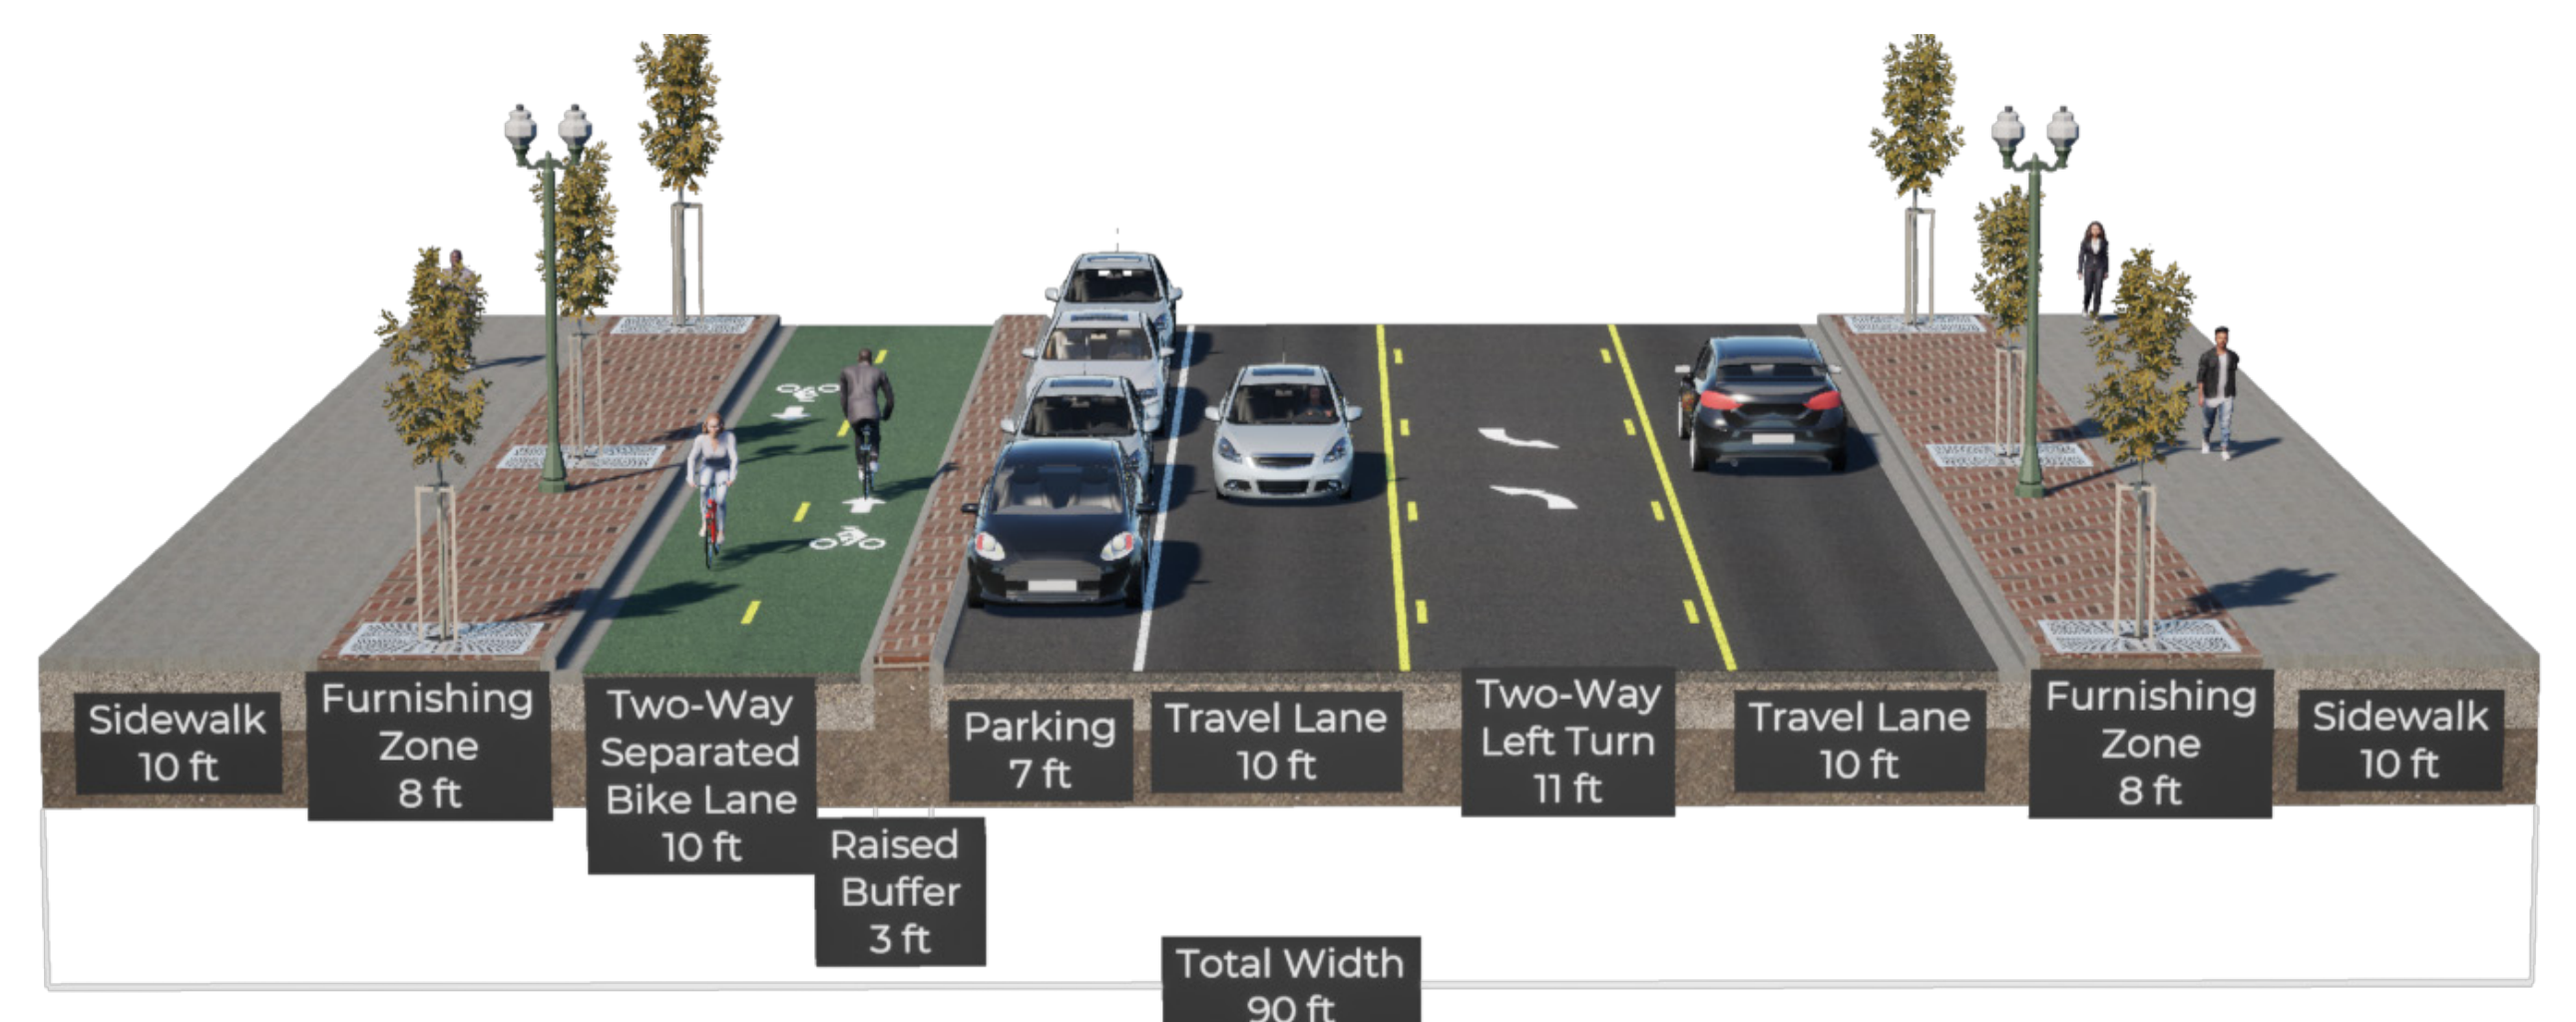 Sidewalk
10 ft
Furnishing
Zone
8 ft
Two-Way
Separated
Bike Lane
10 ft
Raised
Buffer
3 ft
Parking
7 ft
Travel Lane
10 ft
Two-Way
Left Turn
11 ft
Travel Lane
10 ft
Furnishing
Zone
8 ft
Sidewalk
10 ft
Total Width
90 ft